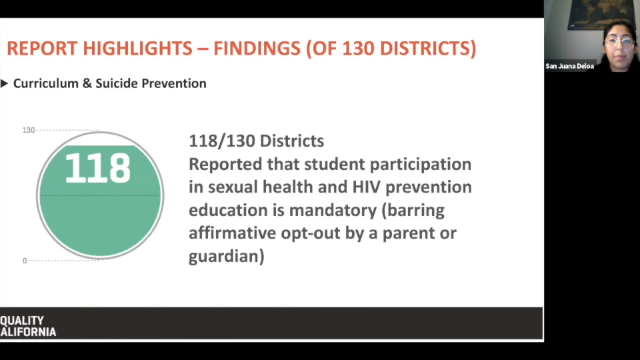 REPORT HIGHLIGHTS – FINDINGS (OF 130 DISTRICTS)
San Juana Deloa
Curriculum & Suicide Prevention
130
118
0
118/130 Districts
Reported that student participation
in sexual health and HIV prevention
education is mandatory (barring
affirmative opt-out by a parent or
guardian)
QUALITY
ALIFORNIA